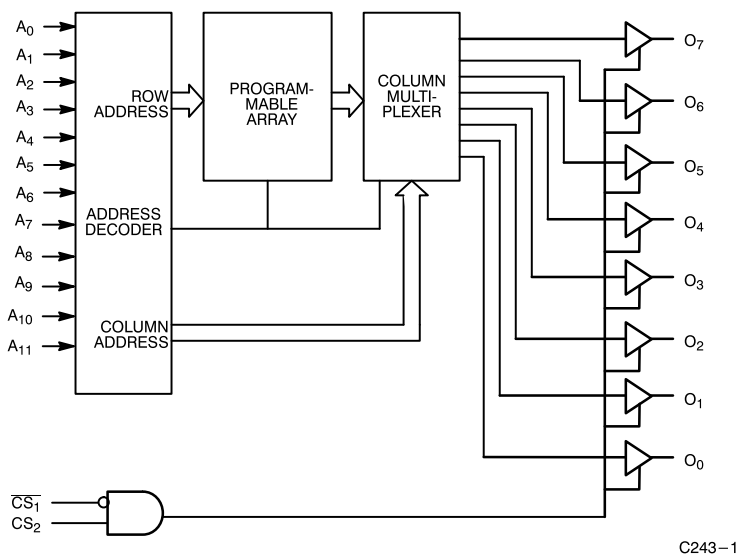 A0
A1
A2
A3
A4
A5
A6
A7
A8
A9
A10
A11
ROW
ADDRESS
ADDRESS
DECODER
COLUMN
ADDRESS
PROGRAM-
MABLE
ARRAY
COLUMN
MULTI-
PLEXER
O7
O6
O5
O4
O3
O2
O1
O0
CS1
CS2
C243−1